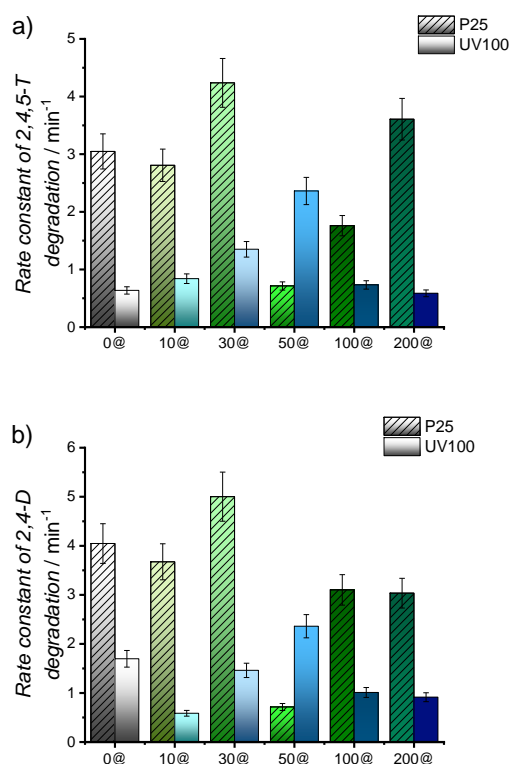 a)
P25
UV100
Rate constant of 2,4,5-T
degradation / min-1
5
4
3
2
1
0
0@ 10@ 30@ 50@ 100@ 200@
b)
P25
UV100
Rate constant of 2,4-D
degradation / min-1
6
5
4
3
2
1
0
0@ 10@ 30@ 50@ 100@ 200@